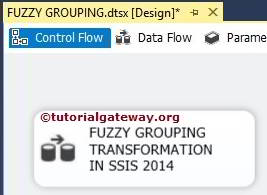 FUZZY GROUPING.dtsx [Design]*
Control Flow Data Flow Parame
©tutorialgateway.org
FUZZY GROUPING
TRANSFORMATION
IN SSIS 2014